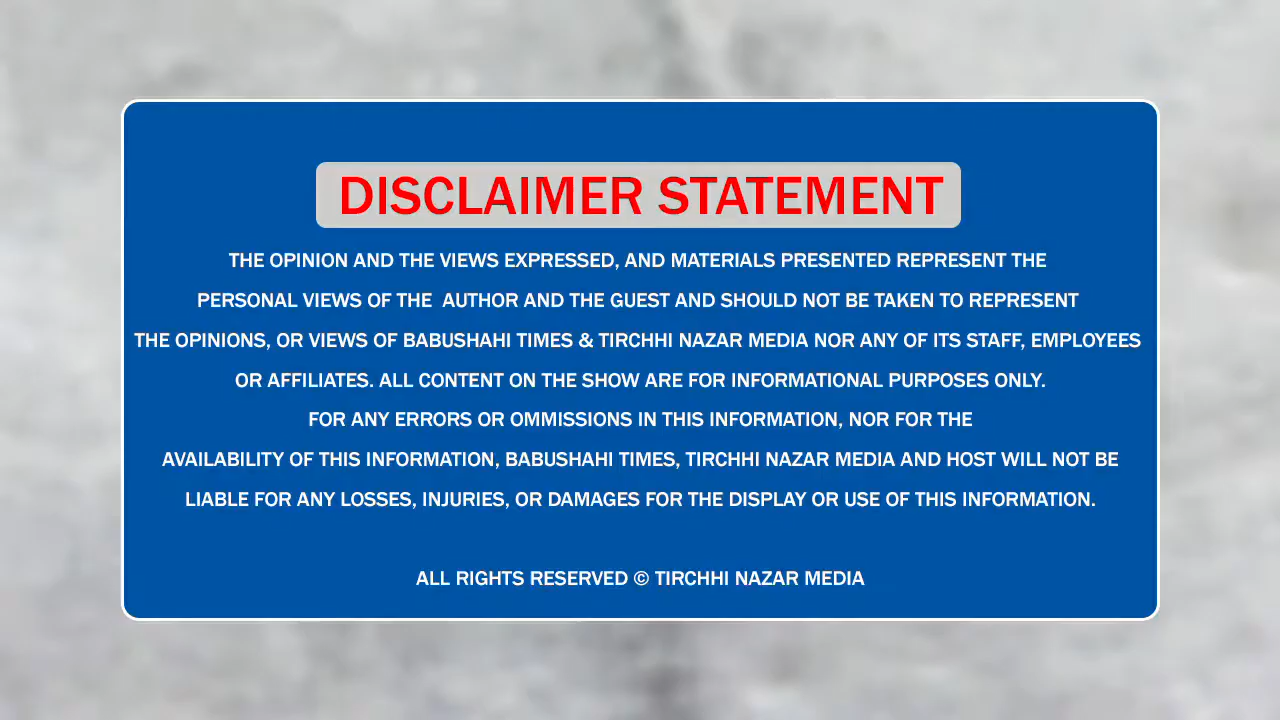 DISCLAIMER STATEMENT
THE OPINION AND THE VIEWS EXPRESSED, AND MATERIALS PRESENTED REPRESENT THE
PERSONAL VIEWS OF THE  AUTHOR AND THE GUEST AND SHOULD NOT BE TAKEN TO REPRESENT
THE OPINIONS, OR VIEWS OF BABUSHAHI TIMES & TIRCHHI NAZAR MEDIA NOR ANY OF ITS STAFF, EMPLOYEES
OR AFFILIATES. ALL CONTENT ON THE SHOW ARE FOR INFORMATIONAL PURPOSES ONLY.
FOR ANY ERRORS OR OMMISSIONS IN THIS INFORMATION, NOR FOR THE
AVAILABILITY OF THIS INFORMATION, BABUSHAHI TIMES, TIRCHHI NAZAR MEDIA AND HOST WILL NOT BE
LIABLE FOR ANY LOSSES, INJURIES, OR DAMAGES FOR THE DISPLAY OR USE OF THIS INFORMATION.
ALL RIGHTS RESERVED © TIRCHHI NAZAR MEDIA